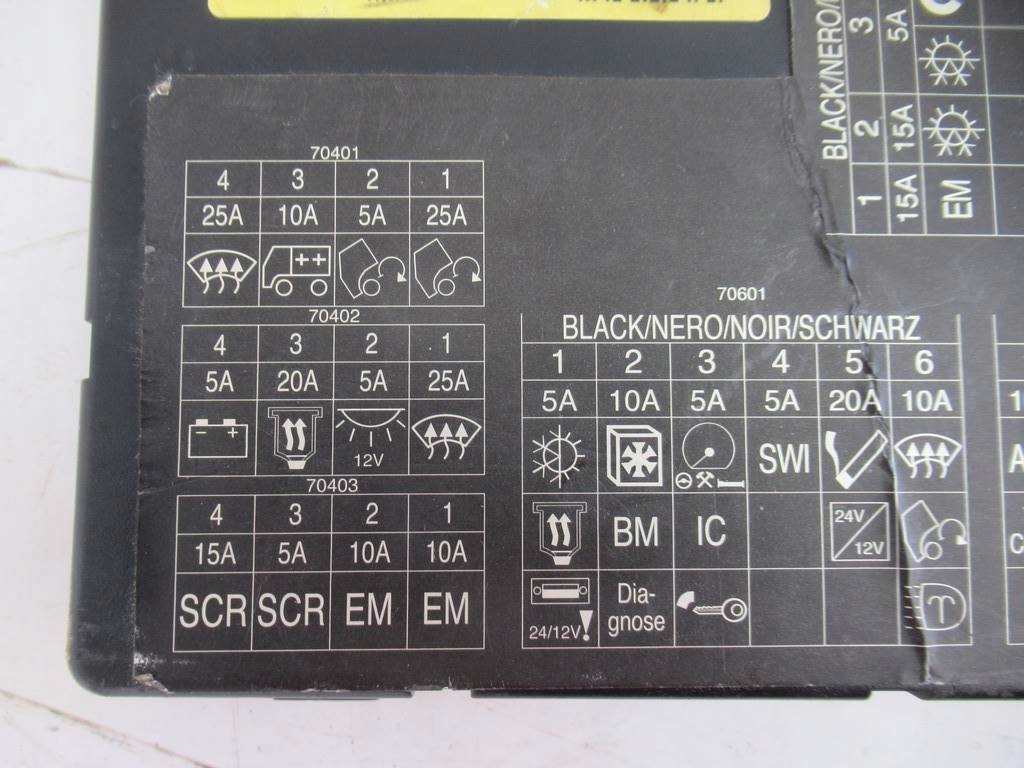 70401
4 3 2 1
25A 10A 5A 25A
70402
4 3 2 1
5A 20A 5A 25A
12V
70403
4 3 2 1
15A 5A 10A 10A
SCR SCR EM EM
70601
BLACK/NERO/NOIR/SCHWARZ
1 2 3 4 5 6
5A 10A 5A 5A 20A 10A
SWI
BM IC 24V
12V
24/12V! Dia-
gnose
BLACK/NERO/
1 2 3
15A 15A 5A
EM